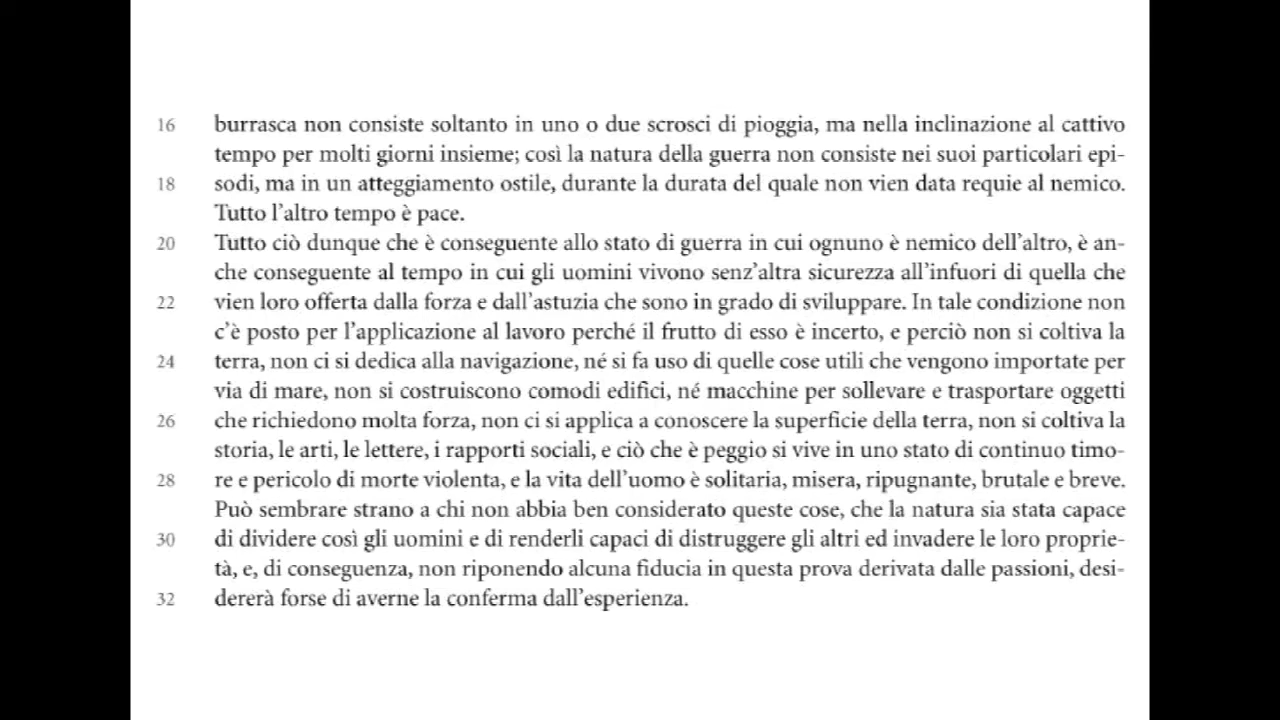 16 burrasca non consiste soltanto in uno o due scrosci di pioggia, ma nella inclinazione al cattivo
tempo per molti giorni insieme; così la natura della guerra non consiste nei suoi particolari epi-
18 sodi, ma in un atteggiamento ostile, durante la durata del quale non vien data requie al nemico.
Tutto l'altro tempo è pace.
20 Tutto ciò dunque che è conseguente allo stato di guerra in cui ognuno è nemico dell'altro, è an-
che conseguente al tempo in cui gli uomini vivono senz'altra sicurezza all'infuori di quella che
22 vien loro offerta dalla forza e dall'astuzia che sono in grado di sviluppare. In tale condizione non
c'è posto per l'applicazione al lavoro perché il frutto di esso è incerto, e perciò non si coltiva la
24 terra, non ci si dedica alla navigazione, né si fa uso di quelle cose utili che vengono importate per
via di mare, non si costruiscono comodi edifici, né macchine per sollevare e trasportare oggetti
26 che richiedono molta forza, non ci si applica a conoscere la superficie della terra, non si coltiva la
storia, le arti, le lettere, i rapporti sociali, e ciò che è peggio si vive in uno stato di continuo timo-
28 re e pericolo di morte violenta, e la vita dell'uomo è solitaria, misera, ripugnante, brutale e breve.
Può sembrare strano a chi non abbia ben considerato queste cose, che la natura sia stata capace
30 di dividere così gli uomini e di renderli capaci di distruggere gli altri ed invadere le loro proprie-
tà, e, di conseguenza, non riponendo alcuna fiducia in questa prova derivata dalle passioni, desi-
32 dererà forse di averne la conferma dall'esperienza.